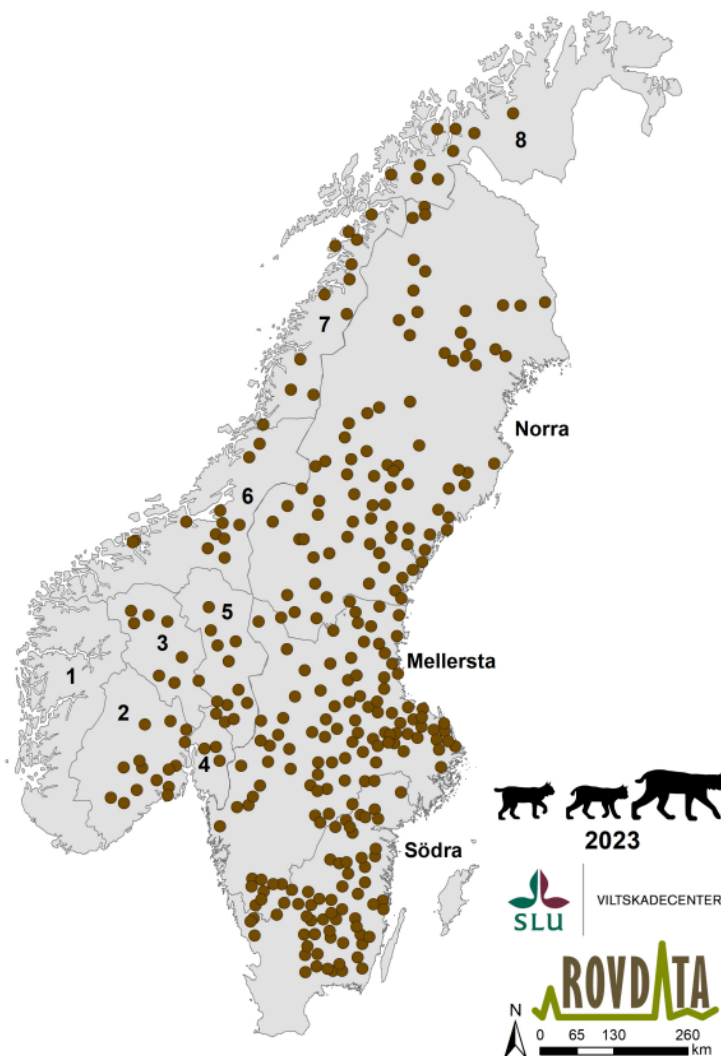 8
7
Norra
6
5
3
1
Mellersta
2
4
2023
Södra
SLU
VILTSKADECENTER
ROVDATA
N
0 65 130 260
km